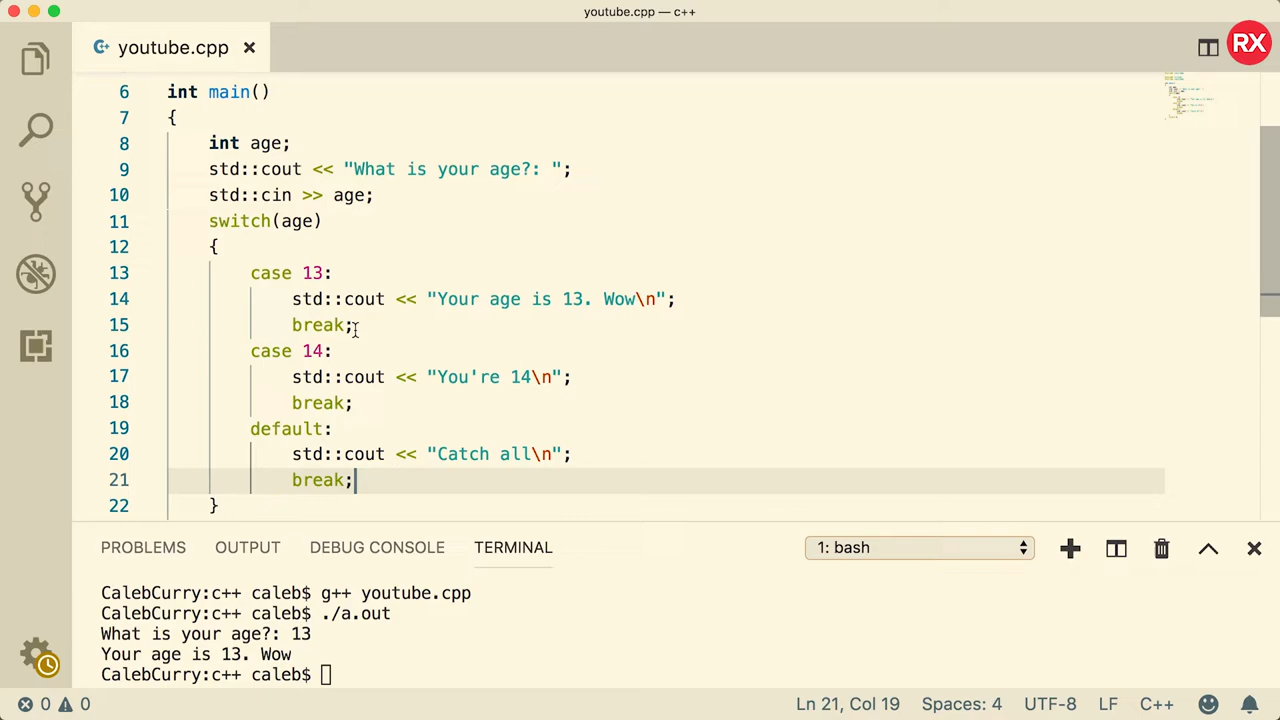 youtube.cpp — c++
youtube.cpp
RX
6 int main()
7 {
8 int age;
9 std::cout << "What is your age?: ";
10 std::cin >> age;
11 switch(age)
12 {
13 case 13:
14 std::cout << "Your age is 13. Wow\n";
15 break;
16 case 14:
17 std::cout << "You're 14\n";
18 break;
19 default:
20 std::cout << "Catch all\n";
21 break;
22 }
PROBLEMS OUTPUT DEBUG CONSOLE TERMINAL 1: bash
CalebCurry:c++ caleb$ g++ youtube.cpp
CalebCurry:c++ caleb$ ./a.out
What is your age?: 13
Your age is 13. Wow
CalebCurry:c++ caleb$
0 0 Ln 21, Col 19 Spaces: 4 UTF-8 LF C++